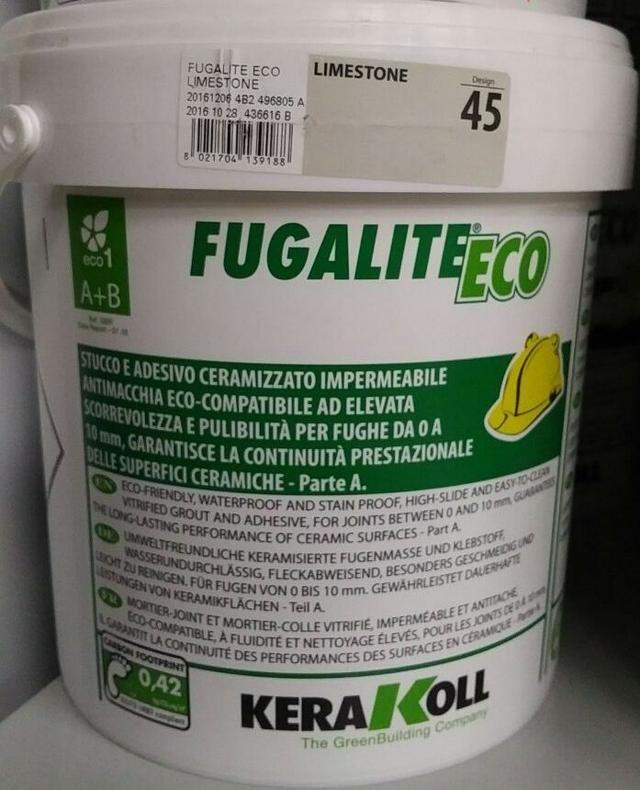 FUGALITE ECO
LIMESTONE
20161206 4B2 496805 A
2016 10 28 436616 B
8 021704 139188
LIMESTONE
Design
45
eco1
A+B
FUGALITE® ECO
STUCCO E ADESIVO CERAMIZZATO IMPERMEABILE
ANTIMACCHIA ECO-COMPATIBILE AD ELEVATA
SCORREVOLEZZA E PULIBILITÀ PER FUGHE DA 0 A
10 mm, GARANTISCE LA CONTINUITÀ PRESTAZIONALE
DELLE SUPERFICI CERAMICHE - Parte A.
EN ECO-FRIENDLY, WATERPROOF AND STAIN PROOF, HIGH-SLIDE AND EASY-TO-CLEAN
VITRIFIED GROUT AND ADHESIVE, FOR JOINTS BETWEEN 0 AND 10 mm, GUARANTEES
THE LONG-LASTING PERFORMANCE OF CERAMIC SURFACES - Part A.
DE UMWELTFREUNDLICHE KERAMISIERTE FUGENMASSE UND KLEBSTOFF,
WASSERUNDURCHLÄSSIG, FLECKABWEISEND, BESONDERS GESCHMEIDIG UND
LEICHT ZU REINIGEN. FÜR FUGEN VON 0 BIS 10 mm. GEWÄHRLEISTET DAUERHAFTE
LEISTUNGEN VON KERAMIKFLÄCHEN - Teil A.
FR MORTIER-JOINT ET MORTIER-COLLE VITRIFIÉ, IMPERMÉABLE ET ANTITACHE,
ÉCO-COMPATIBLE, À FLUIDITÉ ET NETTOYAGE ÉLEVÉS, POUR LES JOINTS DE 0 À 10 mm,
IL GARANTIT LA CONTINUITÉ DES PERFORMANCES DES SURFACES EN CÉRAMIQUE - Partie A.
CARBON FOOTPRINT
0,42
KERAKOLL
The GreenBuilding Company